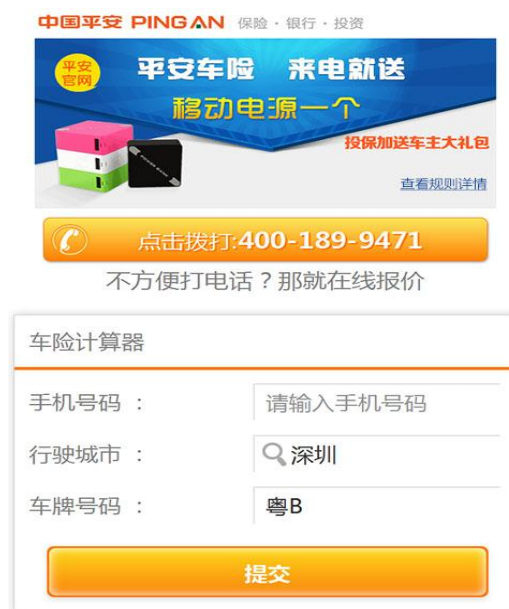 中国平安 PING AN 保险·银行·投资
平安官网
平安车险 来电就送
移动电源一个
投保加送车主大礼包
POWER BANK
查看规则详情
点击拨打:400-189-9471
不方便打电话？那就在线报价
车险计算器
手机号码 ： 请输入手机号码
行驶城市 ： 深圳
车牌号码 ： 粤B
提交